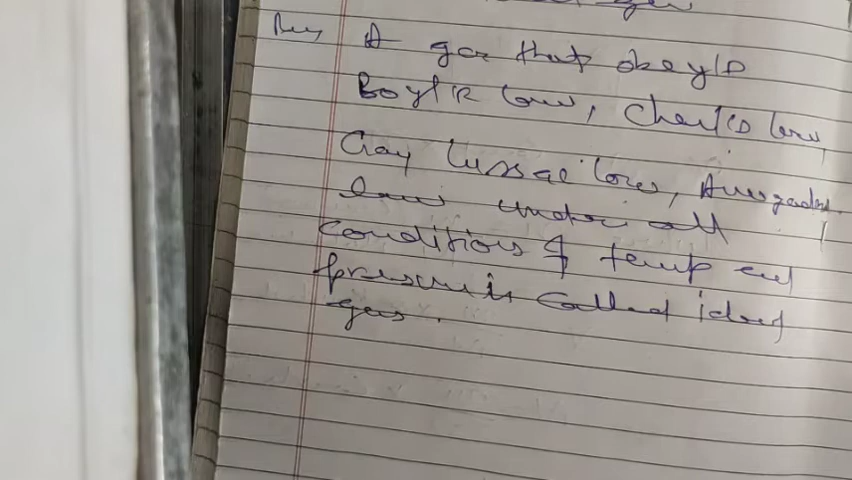 Ans A gas that obeys
Boyle's law, Charle's law,
Gay Lussac law, Avogadro
law under all
conditions of temp and
pressure is called ideal
gas.